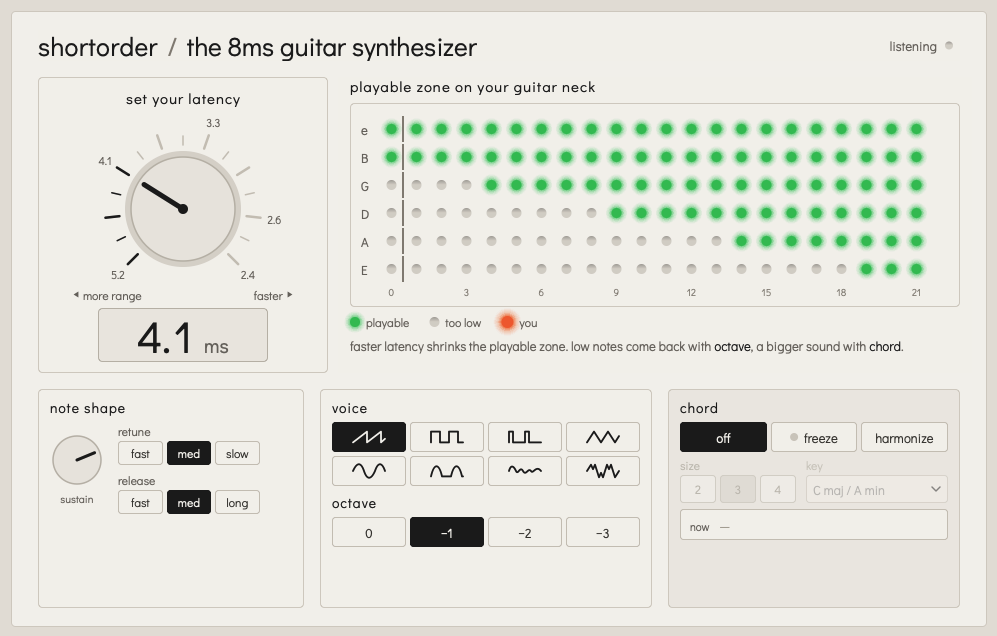 shortorder / the 8ms guitar synthesizer
listening
set your latency
3.3
4.1
2.6
5.2
2.4
more range
faster
4.1 ms
playable zone on your guitar neck
e
B
G
D
A
E
0 3 6 9 12 15 18 21
playable too low you
faster latency shrinks the playable zone. low notes come back with octave, a bigger sound with chord.
note shape
retune
fast med slow
sustain
release
fast med long
voice
octave
0 −1 −2 −3
chord
off freeze harmonize
size key
2 3 4 C maj / A min
now —